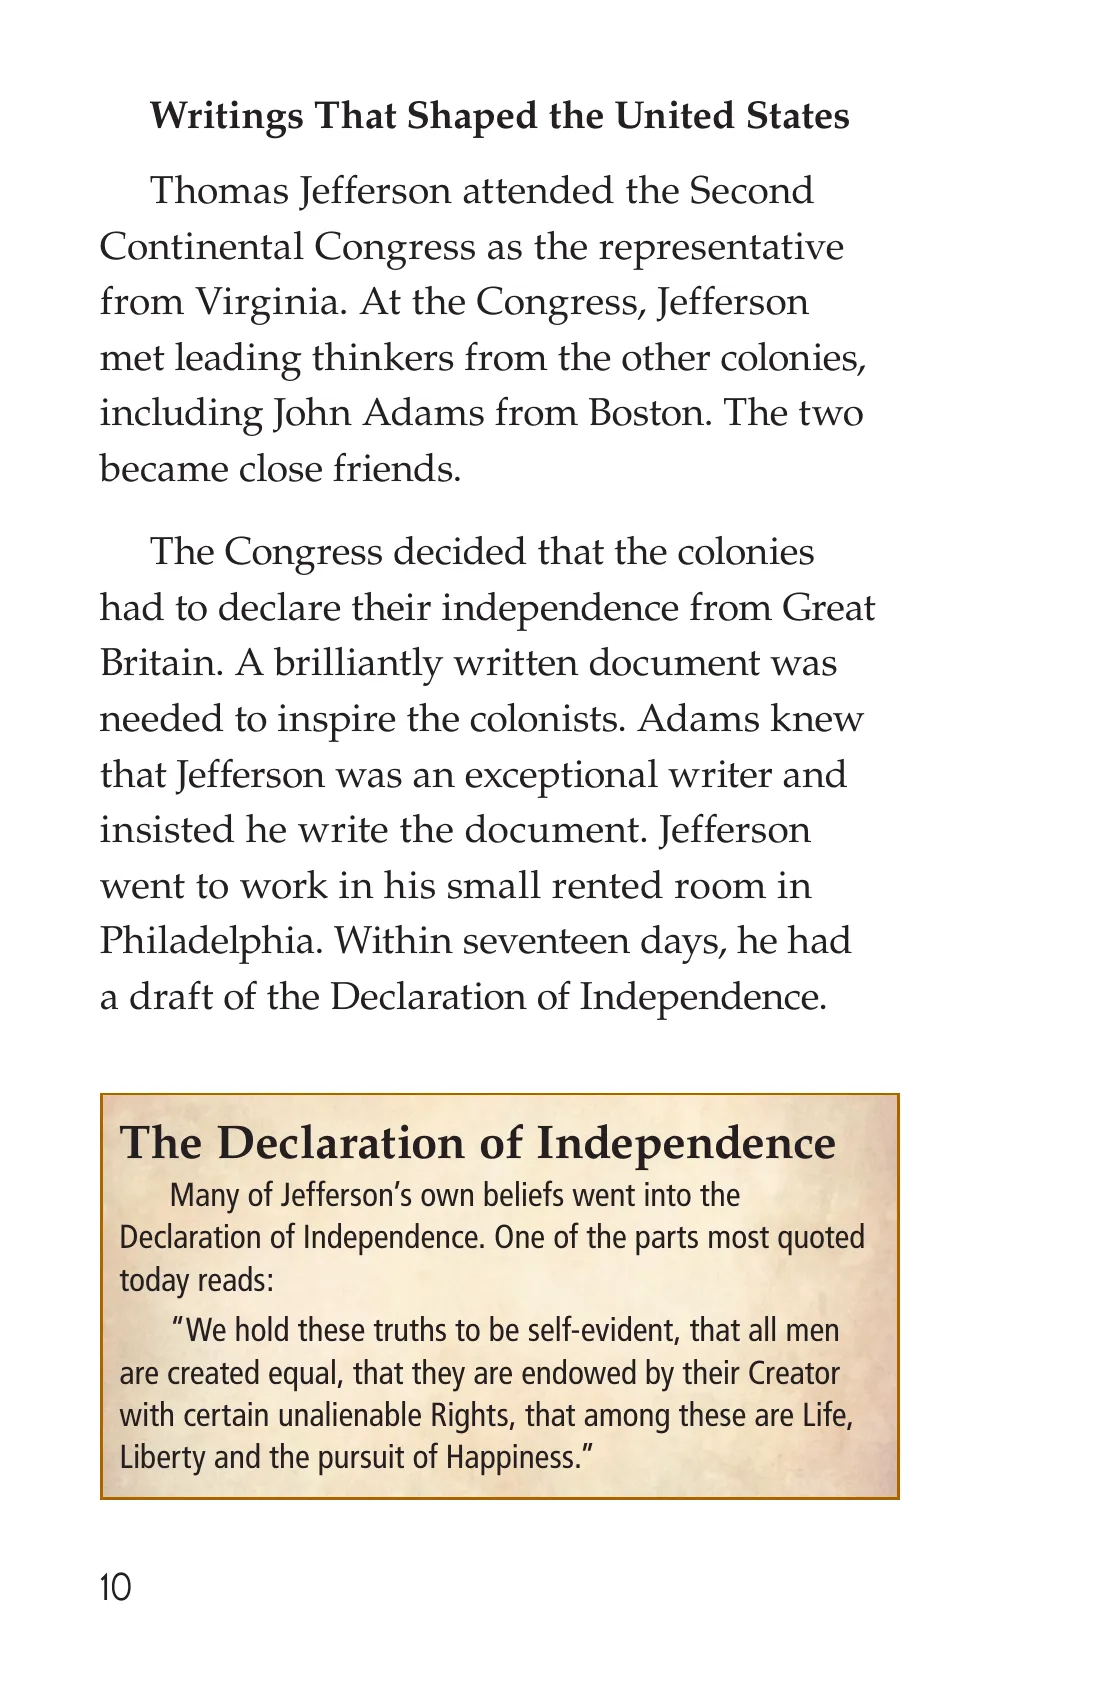 Writings That Shaped the United States
Thomas Jefferson attended the Second
Continental Congress as the representative
from Virginia. At the Congress, Jefferson
met leading thinkers from the other colonies,
including John Adams from Boston. The two
became close friends.
The Congress decided that the colonies
had to declare their independence from Great
Britain. A brilliantly written document was
needed to inspire the colonists. Adams knew
that Jefferson was an exceptional writer and
insisted he write the document. Jefferson
went to work in his small rented room in
Philadelphia. Within seventeen days, he had
a draft of the Declaration of Independence.
The Declaration of Independence
Many of Jefferson’s own beliefs went into the
Declaration of Independence. One of the parts most quoted
today reads:
“We hold these truths to be self-evident, that all men
are created equal, that they are endowed by their Creator
with certain unalienable Rights, that among these are Life,
Liberty and the pursuit of Happiness.”
10